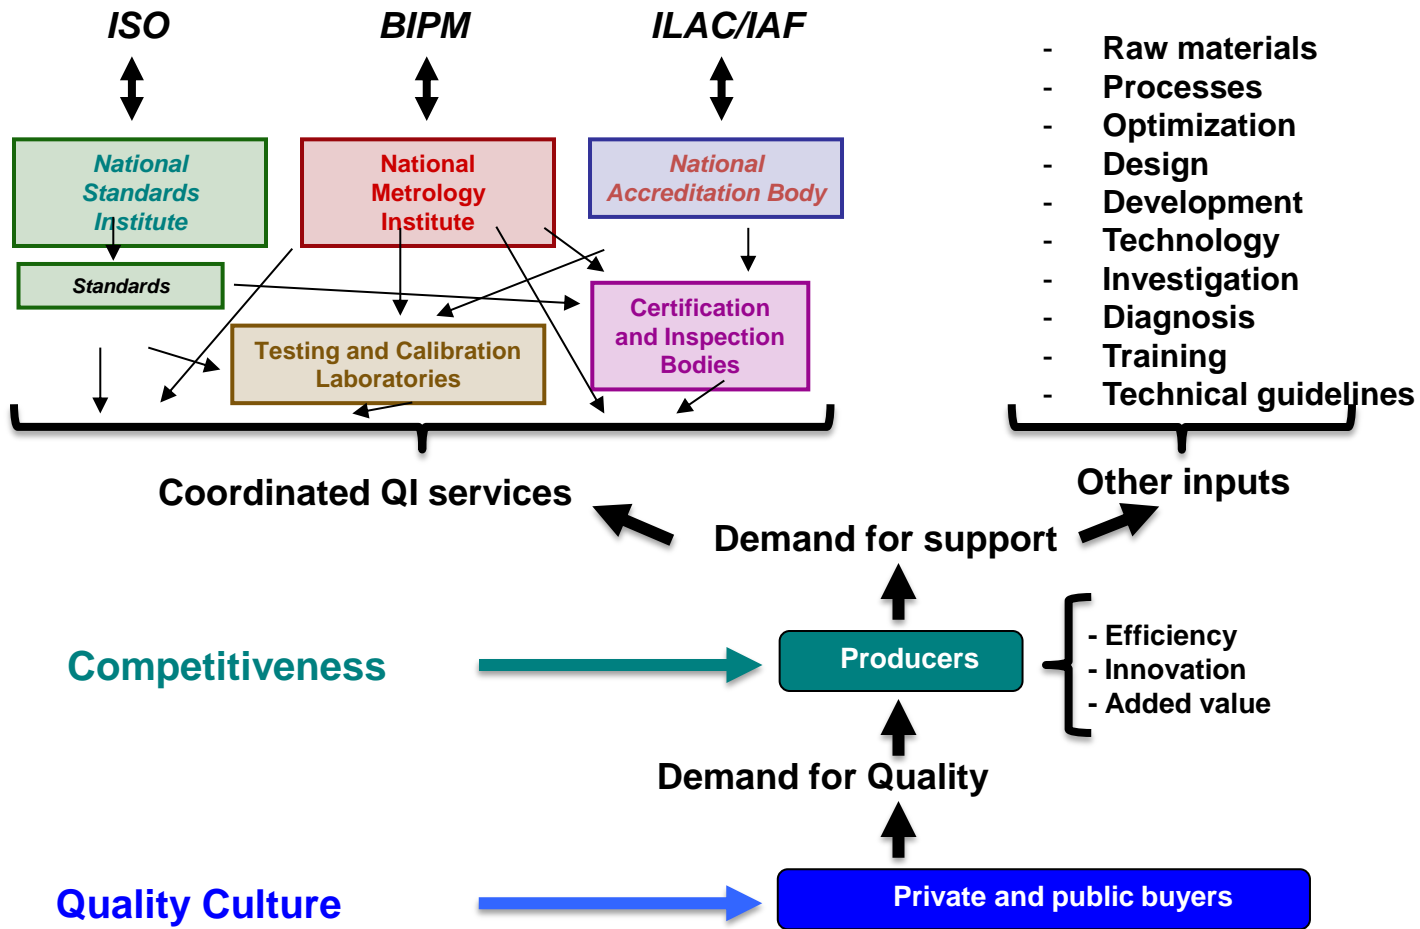 ISO
BIPM
ILAC/IAF
- Raw materials
- Processes
- Optimization
- Design
- Development
- Technology
- Investigation
- Diagnosis
- Training
- Technical guidelines
National
Standards
Institute
National
Metrology
Institute
National
Accreditation Body
Standards
Certification
and Inspection
Bodies
Testing and Calibration
Laboratories
Coordinated QI services
Other inputs
Demand for support
Competitiveness
Producers
- Efficiency
- Innovation
- Added value
Demand for Quality
Quality Culture
Private and public buyers